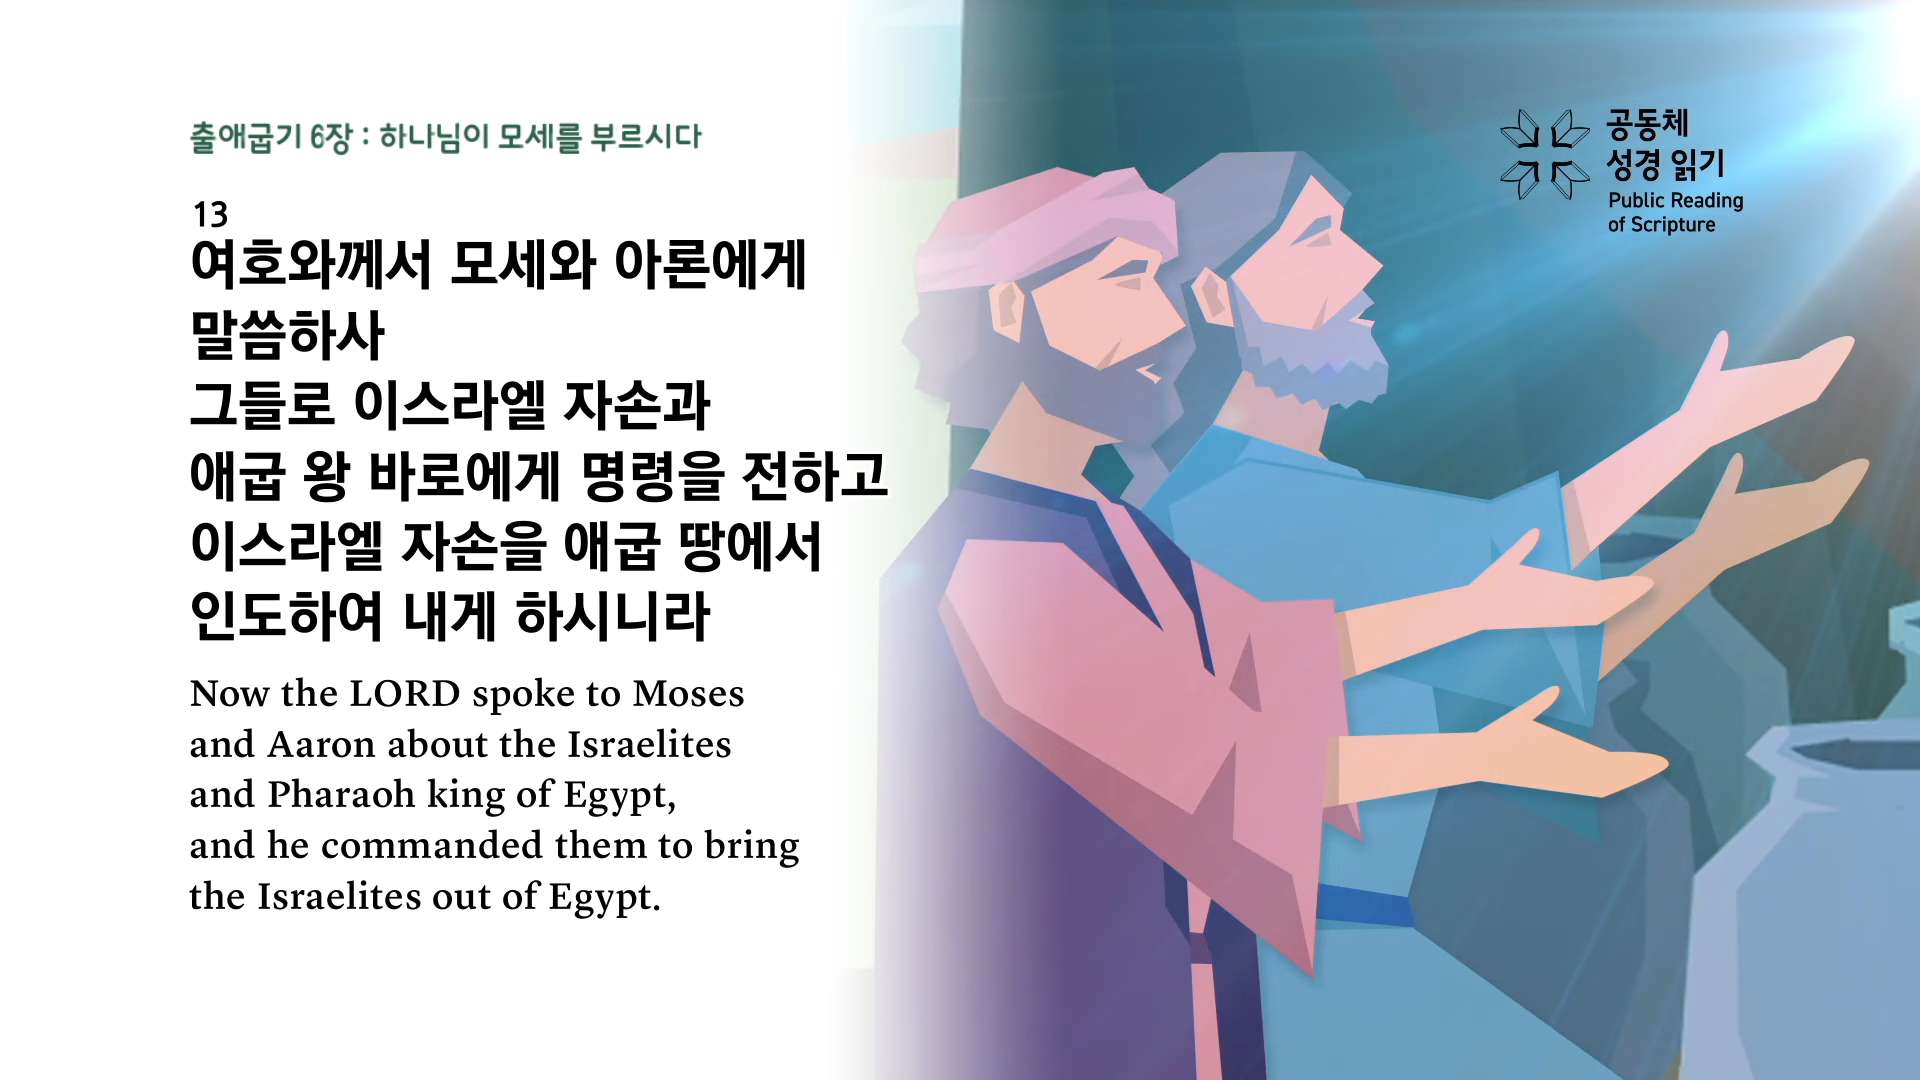 출애굽기 6장 : 하나님이 모세를 부르시다
13
여호와께서 모세와 아론에게
말씀하사
그들로 이스라엘 자손과
애굽 왕 바로에게 명령을 전하고
이스라엘 자손을 애굽 땅에서
인도하여 내게 하시니라
Now the LORD spoke to Moses
and Aaron about the Israelites
and Pharaoh king of Egypt,
and he commanded them to bring
the Israelites out of Egypt.
공동체
성경 읽기
Public Reading
of Scripture